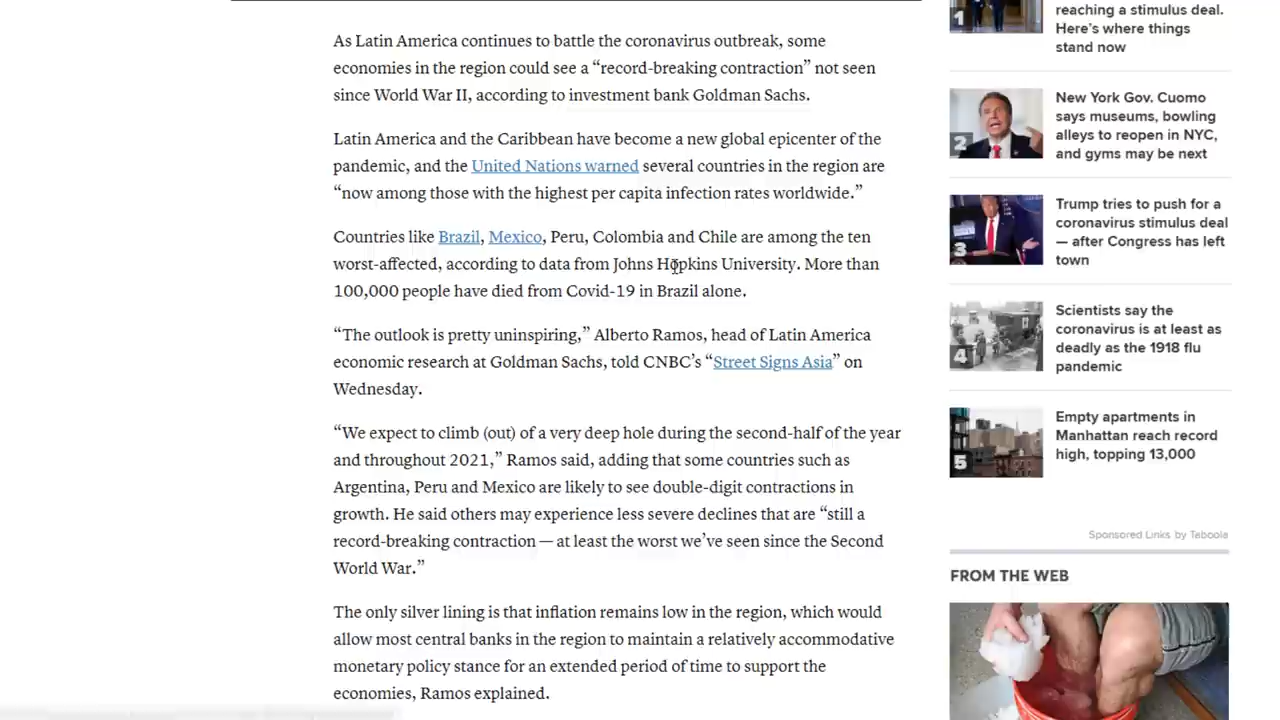 As Latin America continues to battle the coronavirus outbreak, some
economies in the region could see a “record-breaking contraction” not seen
since World War II, according to investment bank Goldman Sachs.
Latin America and the Caribbean have become a new global epicenter of the
pandemic, and the United Nations warned several countries in the region are
“now among those with the highest per capita infection rates worldwide.”
Countries like Brazil, Mexico, Peru, Colombia and Chile are among the ten
worst-affected, according to data from Johns Hopkins University. More than
100,000 people have died from Covid-19 in Brazil alone.
“The outlook is pretty uninspiring,” Alberto Ramos, head of Latin America
economic research at Goldman Sachs, told CNBC’s “Street Signs Asia” on
Wednesday.
“We expect to climb (out) of a very deep hole during the second-half of the year
and throughout 2021,” Ramos said, adding that some countries such as
Argentina, Peru and Mexico are likely to see double-digit contractions in
growth. He said others may experience less severe declines that are “still a
record-breaking contraction — at least the worst we’ve seen since the Second
World War.”
The only silver lining is that inflation remains low in the region, which would
allow most central banks in the region to maintain a relatively accommodative
monetary policy stance for an extended period of time to support the
economies, Ramos explained.
1
reaching a stimulus deal.
Here’s where things
stand now
2
New York Gov. Cuomo
says museums, bowling
alleys to reopen in NYC,
and gyms may be next
3
Trump tries to push for a
coronavirus stimulus deal
— after Congress has left
town
4
Scientists say the
coronavirus is at least as
deadly as the 1918 flu
pandemic
5
Empty apartments in
Manhattan reach record
high, topping 13,000
Sponsored Links by Taboola
FROM THE WEB